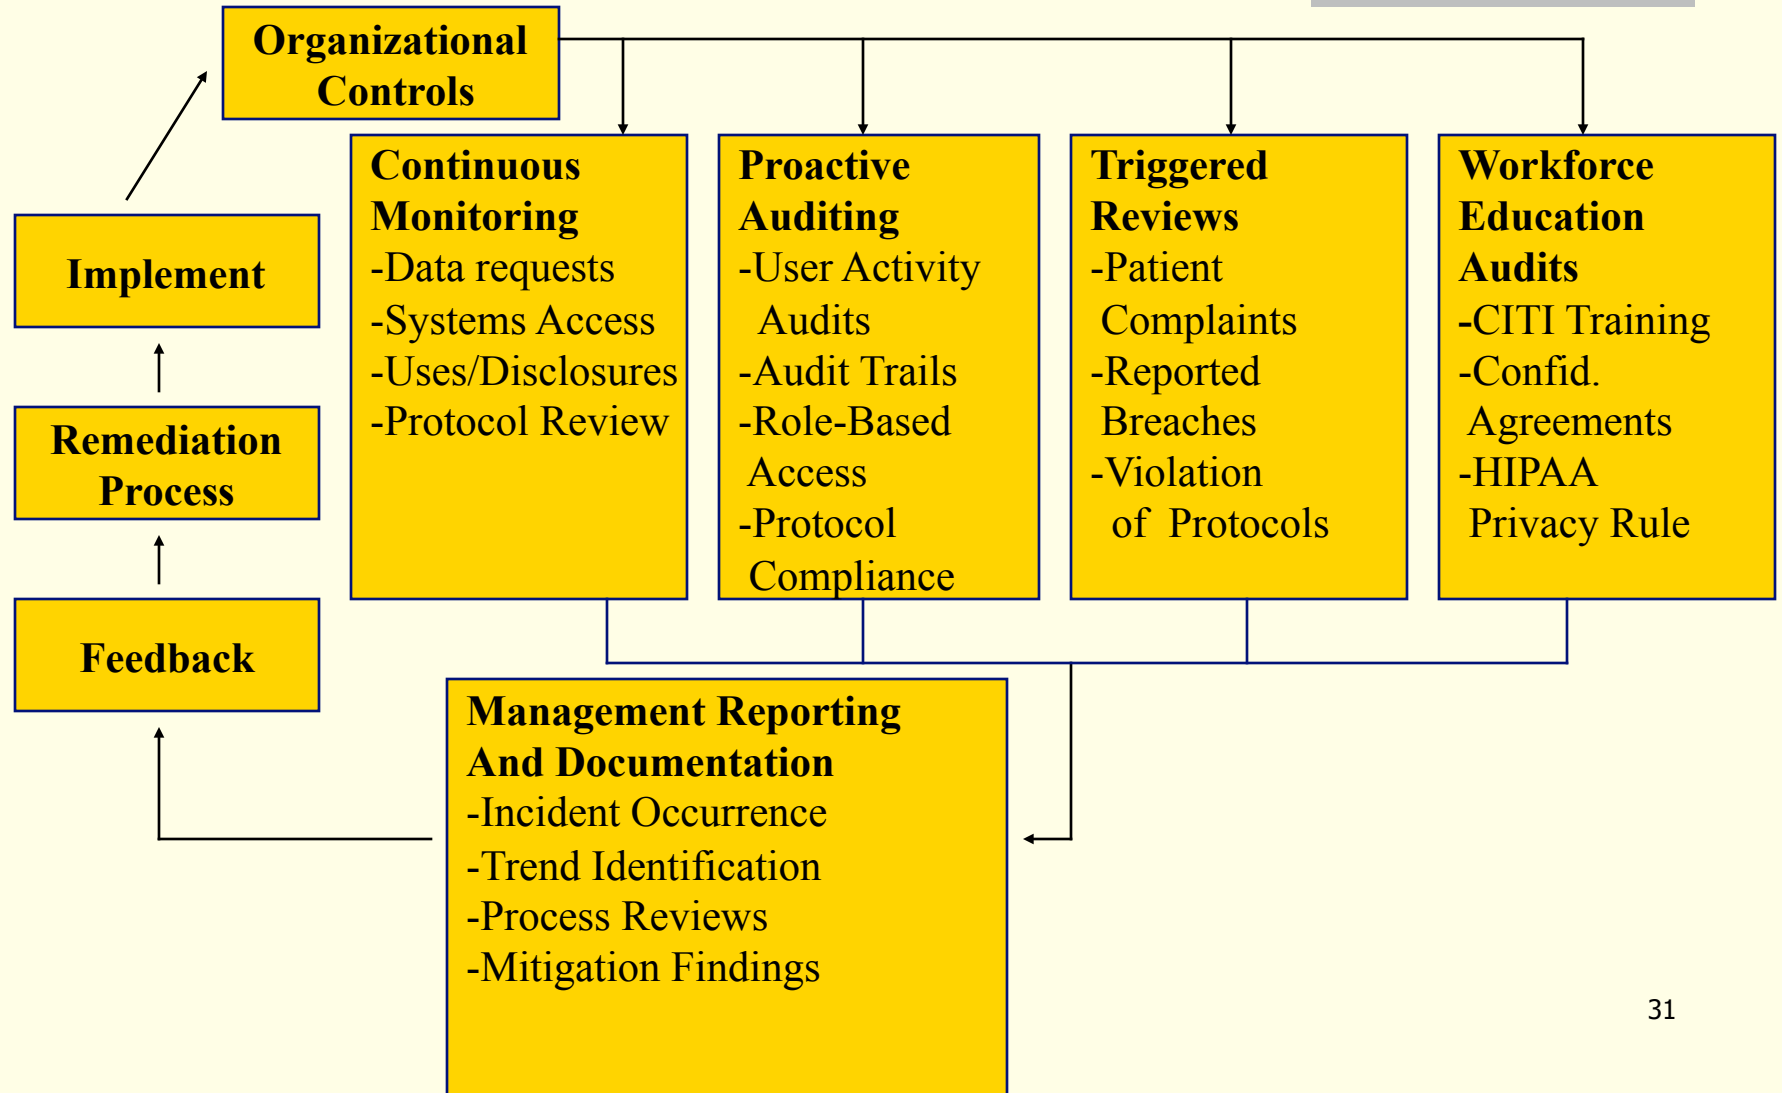 Organizational
Controls
Continuous
Monitoring
-Data requests
-Systems Access
-Uses/Disclosures
-Protocol Review
Proactive
Auditing
-User Activity
Audits
-Audit Trails
-Role-Based
Access
-Protocol
Compliance
Triggered
Reviews
-Patient
Complaints
-Reported
Breaches
-Violation
of Protocols
Workforce
Education
Audits
-CITI Training
-Confid.
Agreements
-HIPAA
Privacy Rule
Implement
Remediation
Process
Feedback
Management Reporting
And Documentation
-Incident Occurrence
-Trend Identification
-Process Reviews
-Mitigation Findings
31